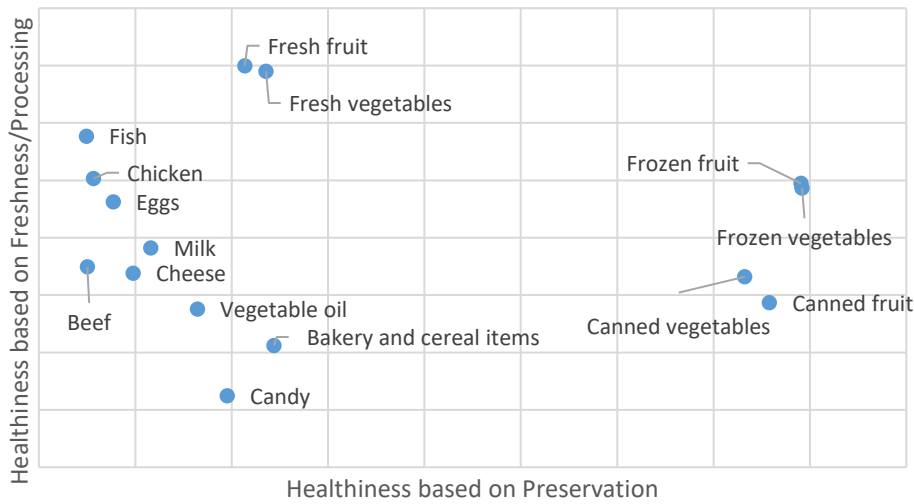 Healthiness based on Freshness/Processing
Fresh fruit
Fresh vegetables
Fish
Chicken
Eggs
Frozen fruit
Frozen vegetables
Milk
Cheese
Beef
Vegetable oil
Canned fruit
Canned vegetables
Bakery and cereal items
Candy
Healthiness based on Preservation